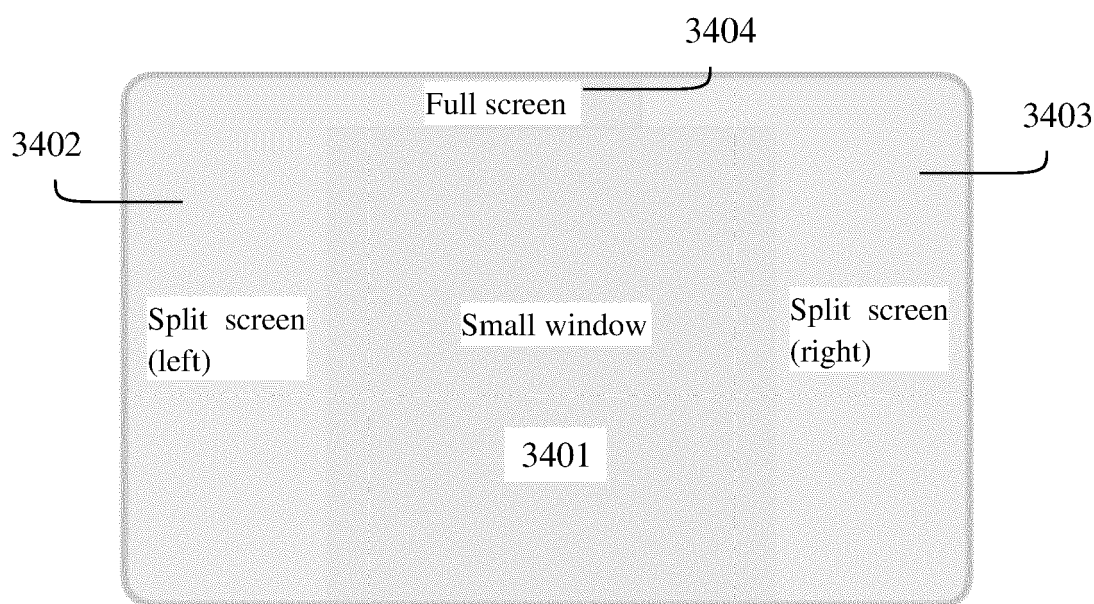 3404
Full screen
3403
3402
Split screen
(left)
Small window
Split screen
(right)
3401